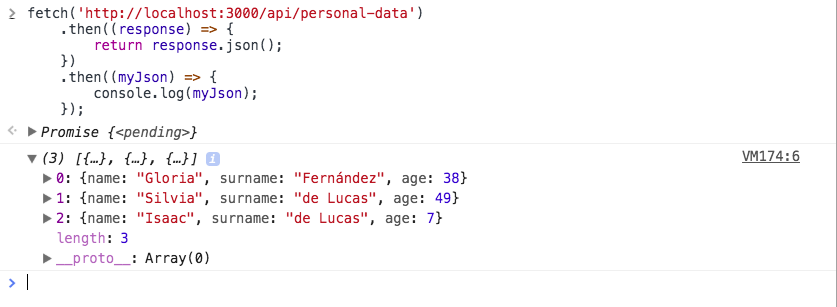 fetch('http://localhost:3000/api/personal-data')
.then((response) => {
return response.json();
})
.then((myJson) => {
console.log(myJson);
});
Promise {<pending>}
(3) [{…}, {…}, {…}] i VM174:6
0: {name: "Gloria", surname: "Fernández", age: 38}
1: {name: "Silvia", surname: "de Lucas", age: 49}
2: {name: "Isaac", surname: "de Lucas", age: 7}
length: 3
__proto__: Array(0)